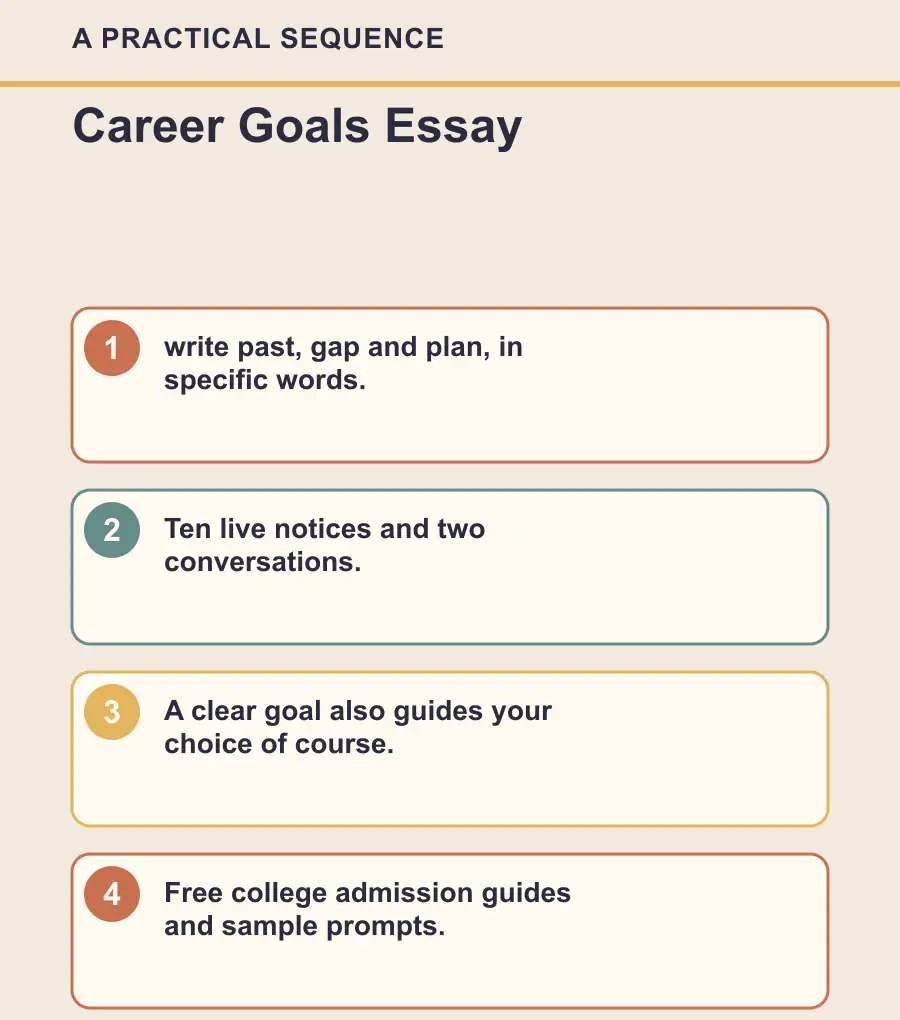 A PRACTICAL SEQUENCE
Career Goals Essay
1
write past, gap and plan, in
specific words.
2
Ten live notices and two
conversations.
3
A clear goal also guides your
choice of course.
4
Free college admission guides
and sample prompts.